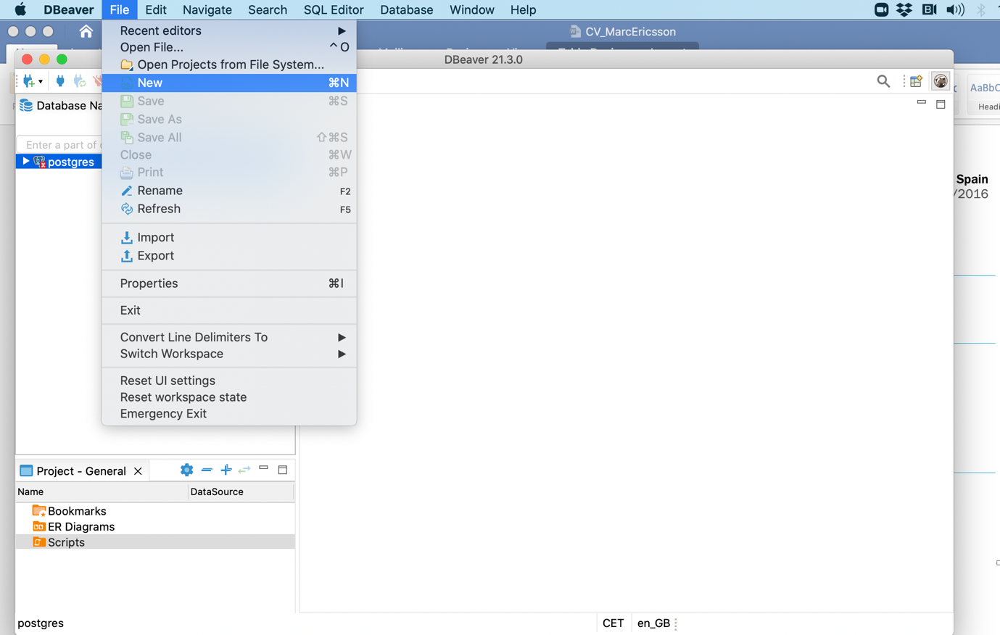 DBeaver File Edit Navigate Search SQL Editor Database Window Help
CV_MarcEricsson
DBeaver 21.3.0
Recent editors
Open File... ^ O
Open Projects from File System...
New ⌘N
Save ⌘S
Save As
Save All ⇧⌘S
Close ⌘W
Print ⌘P
Rename F2
Refresh F5
Import
Export
Properties ⌘I
Exit
Convert Line Delimiters To
Switch Workspace
Reset UI settings
Reset workspace state
Emergency Exit
Database Na
Enter a part of
postgres
AaBbC
Headi
Spain
/2016
Project - General
Name DataSource
Bookmarks
ER Diagrams
Scripts
postgres CET en_GB